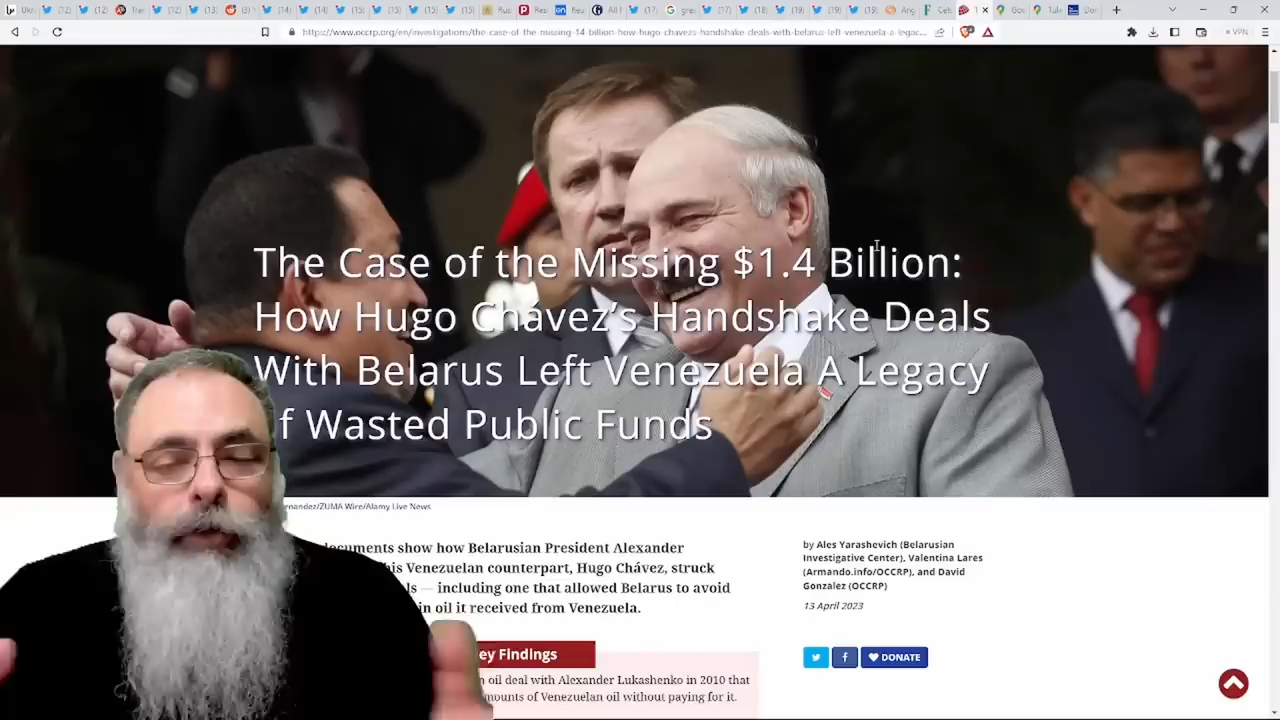 https://www.occrp.org/en/investigations/the-case-of-the-missing-14-billion-how-hugo-chavezs-handshake-deals-with-belarus-left-venezuela-a-legac...
VPN
The Case of the Missing $1.4 Billion:
How Hugo Chávez’s Handshake Deals
With Belarus Left Venezuela A Legacy
f Wasted Public Funds
ernandez/ZUMA Wire/Alamy Live News
ocuments show how Belarusian President Alexander
his Venezuelan counterpart, Hugo Chávez, struck
ls — including one that allowed Belarus to avoid
in oil it received from Venezuela.
by Ales Yarashevich (Belarusian
Investigative Center), Valentina Lares
(Armando.info/OCCRP), and David
Gonzalez (OCCRP)
13 April 2023
DONATE
ey Findings
n oil deal with Alexander Lukashenko in 2010 that
mounts of Venezuelan oil without paying for it.